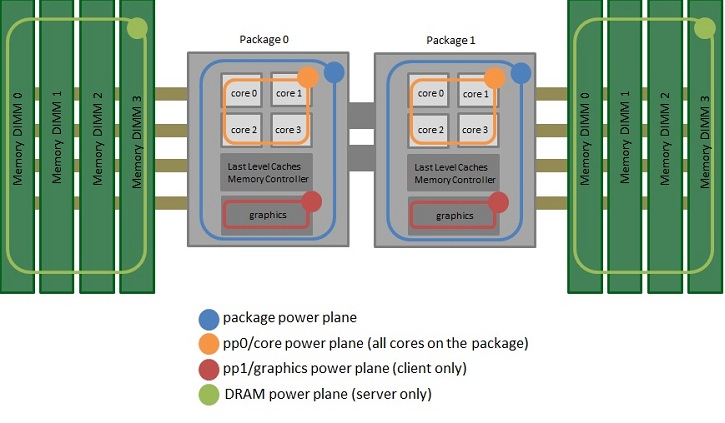 Package 0
Package 1
Memory DIMM 0
Memory DIMM 1
Memory DIMM 2
Memory DIMM 3
core 0
core 1
core 2
core 3
Last Level Caches
Memory Controller
graphics
core 0
core 1
core 2
core 3
Last Level Caches
Memory Controller
graphics
Memory DIMM 0
Memory DIMM 1
Memory DIMM 2
Memory DIMM 3
package power plane
pp0/core power plane (all cores on the package)
pp1/graphics power plane (client only)
DRAM power plane (server only)